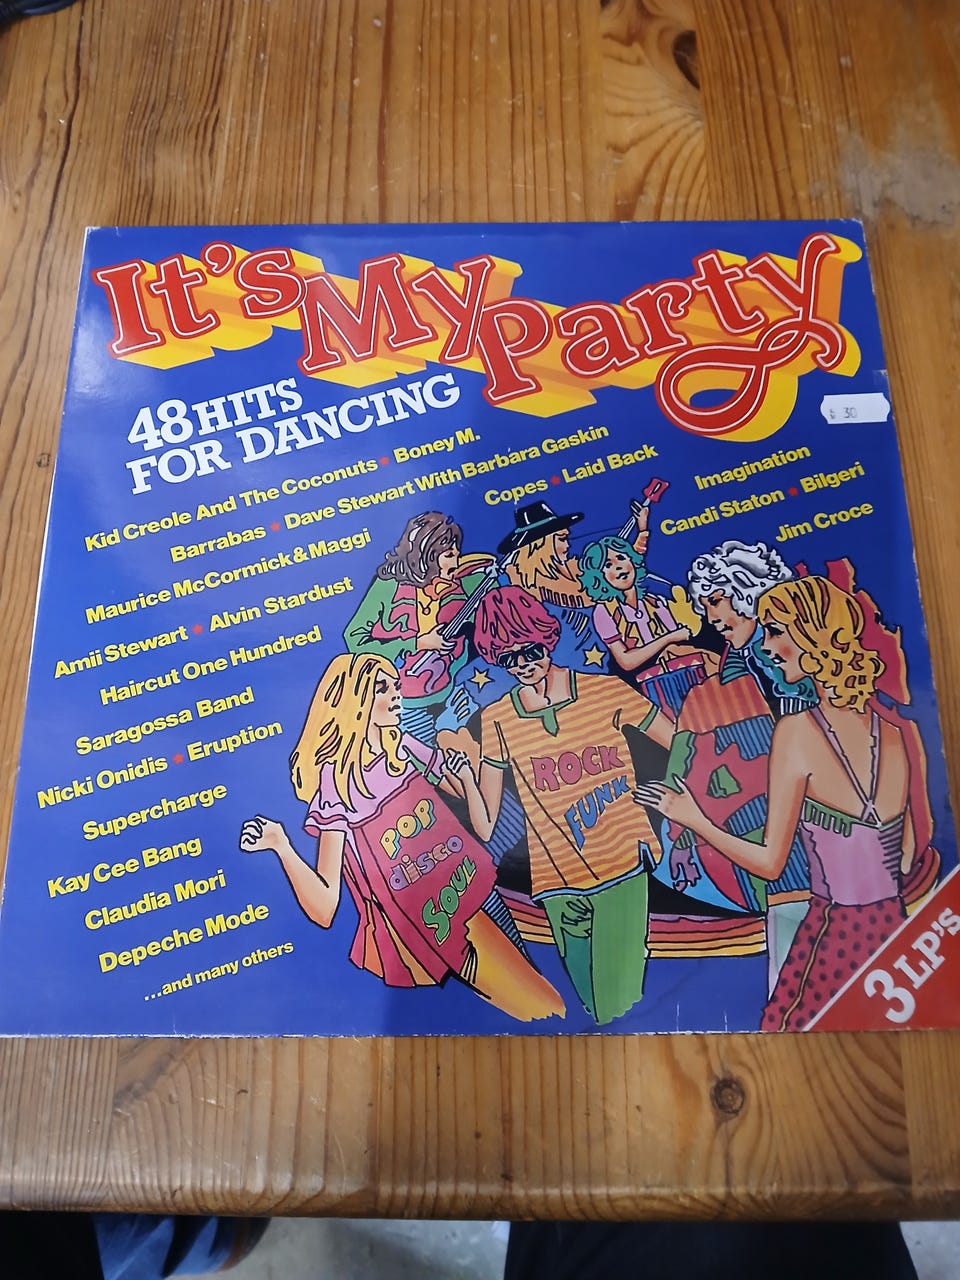 It's My Party
48 HITS
FOR DANCING
Kid Creole And The Coconuts * Boney M.
Barrabas * Dave Stewart With Barbara Gaskin
Maurice McCormick & Maggi
Copes * Laid Back
Imagination
Candi Staton * Bilgeri
Jim Croce
Amii Stewart * Alvin Stardust
Haircut One Hundred
Saragossa Band
Nicki Onidis * Eruption
Supercharge
Kay Cee Bang
Claudia Mori
Depeche Mode
...and many others
30
ROCK
FUNK
POP
disco
SOUL
3 LP's